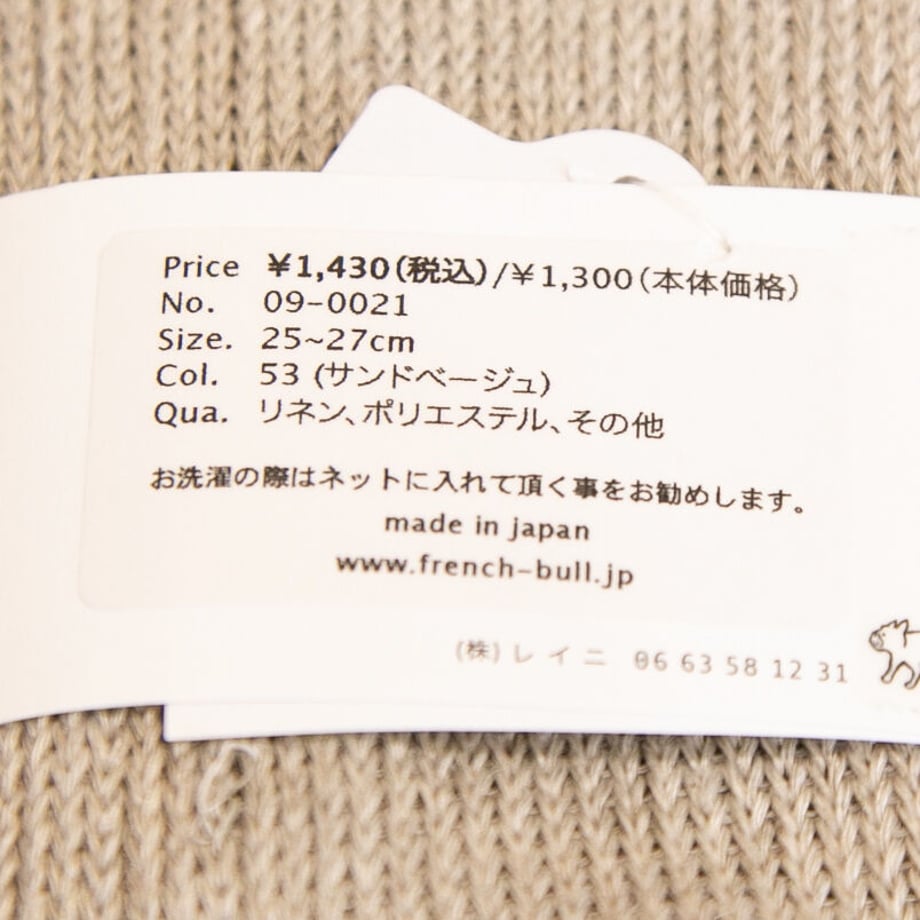 Price ¥1,430(税込)/¥1,300(本体価格)
No. 09-0021
Size. 25~27cm
Col. 53 (サンドベージュ)
Qua. リネン、ポリエステル、その他
お洗濯の際はネットに入れて頂く事をお勧めします。
made in japan
www.french-bull.jp
(株)レイニ 06 63 58 12 31